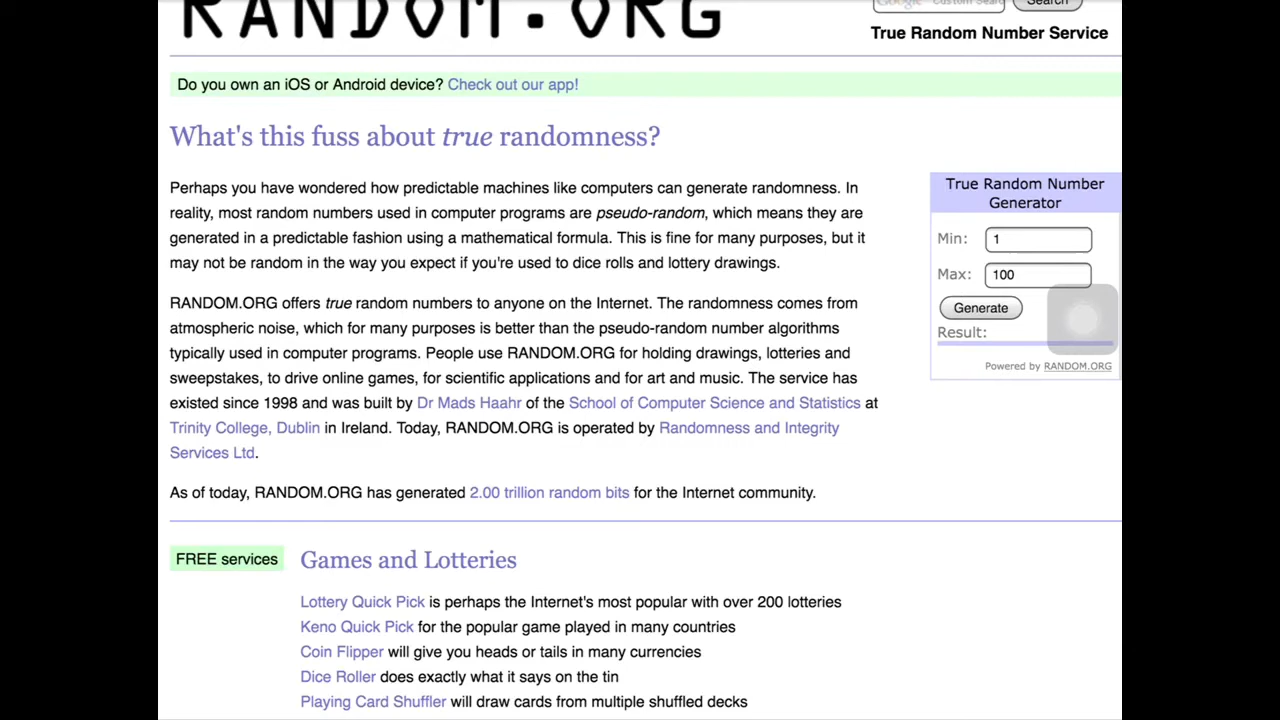 RANDOM.ORG
Google Custom Search
Search
True Random Number Service
Do you own an iOS or Android device? Check out our app!
What's this fuss about true randomness?
Perhaps you have wondered how predictable machines like computers can generate randomness. In
reality, most random numbers used in computer programs are pseudo-random, which means they are
generated in a predictable fashion using a mathematical formula. This is fine for many purposes, but it
may not be random in the way you expect if you're used to dice rolls and lottery drawings.
RANDOM.ORG offers true random numbers to anyone on the Internet. The randomness comes from
atmospheric noise, which for many purposes is better than the pseudo-random number algorithms
typically used in computer programs. People use RANDOM.ORG for holding drawings, lotteries and
sweepstakes, to drive online games, for scientific applications and for art and music. The service has
existed since 1998 and was built by Dr Mads Haahr of the School of Computer Science and Statistics at
Trinity College, Dublin in Ireland. Today, RANDOM.ORG is operated by Randomness and Integrity
Services Ltd.
As of today, RANDOM.ORG has generated 2.00 trillion random bits for the Internet community.
True Random Number
Generator
Min: 1
Max: 100
Generate
Result:
Powered by RANDOM.ORG
FREE services
Games and Lotteries
Lottery Quick Pick is perhaps the Internet's most popular with over 200 lotteries
Keno Quick Pick for the popular game played in many countries
Coin Flipper will give you heads or tails in many currencies
Dice Roller does exactly what it says on the tin
Playing Card Shuffler will draw cards from multiple shuffled decks